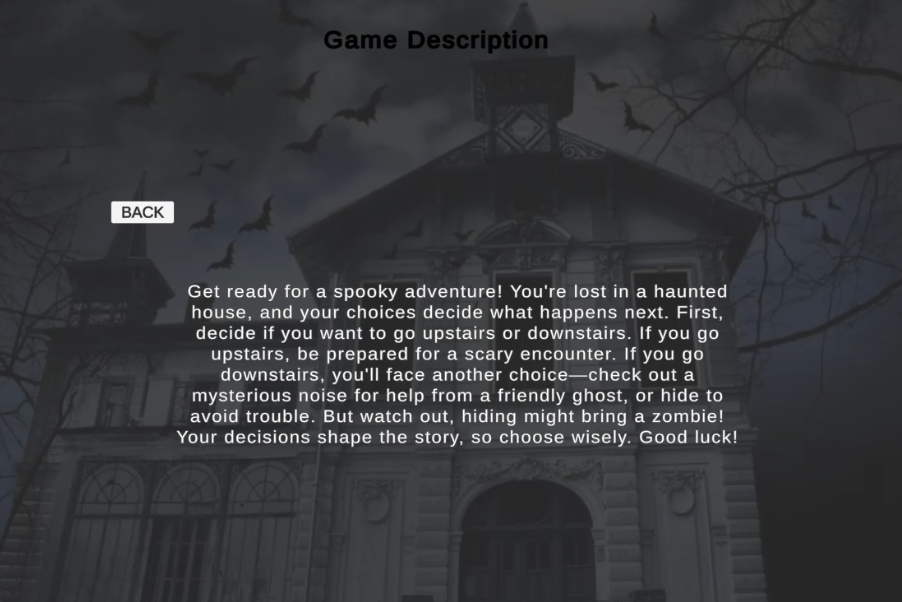 Game Description
BACK
Get ready for a spooky adventure! You're lost in a haunted
house, and your choices decide what happens next. First,
decide if you want to go upstairs or downstairs. If you go
upstairs, be prepared for a scary encounter. If you go
downstairs, you'll face another choice—check out a
mysterious noise for help from a friendly ghost, or hide to
avoid trouble. But watch out, hiding might bring a zombie!
Your decisions shape the story, so choose wisely. Good luck!